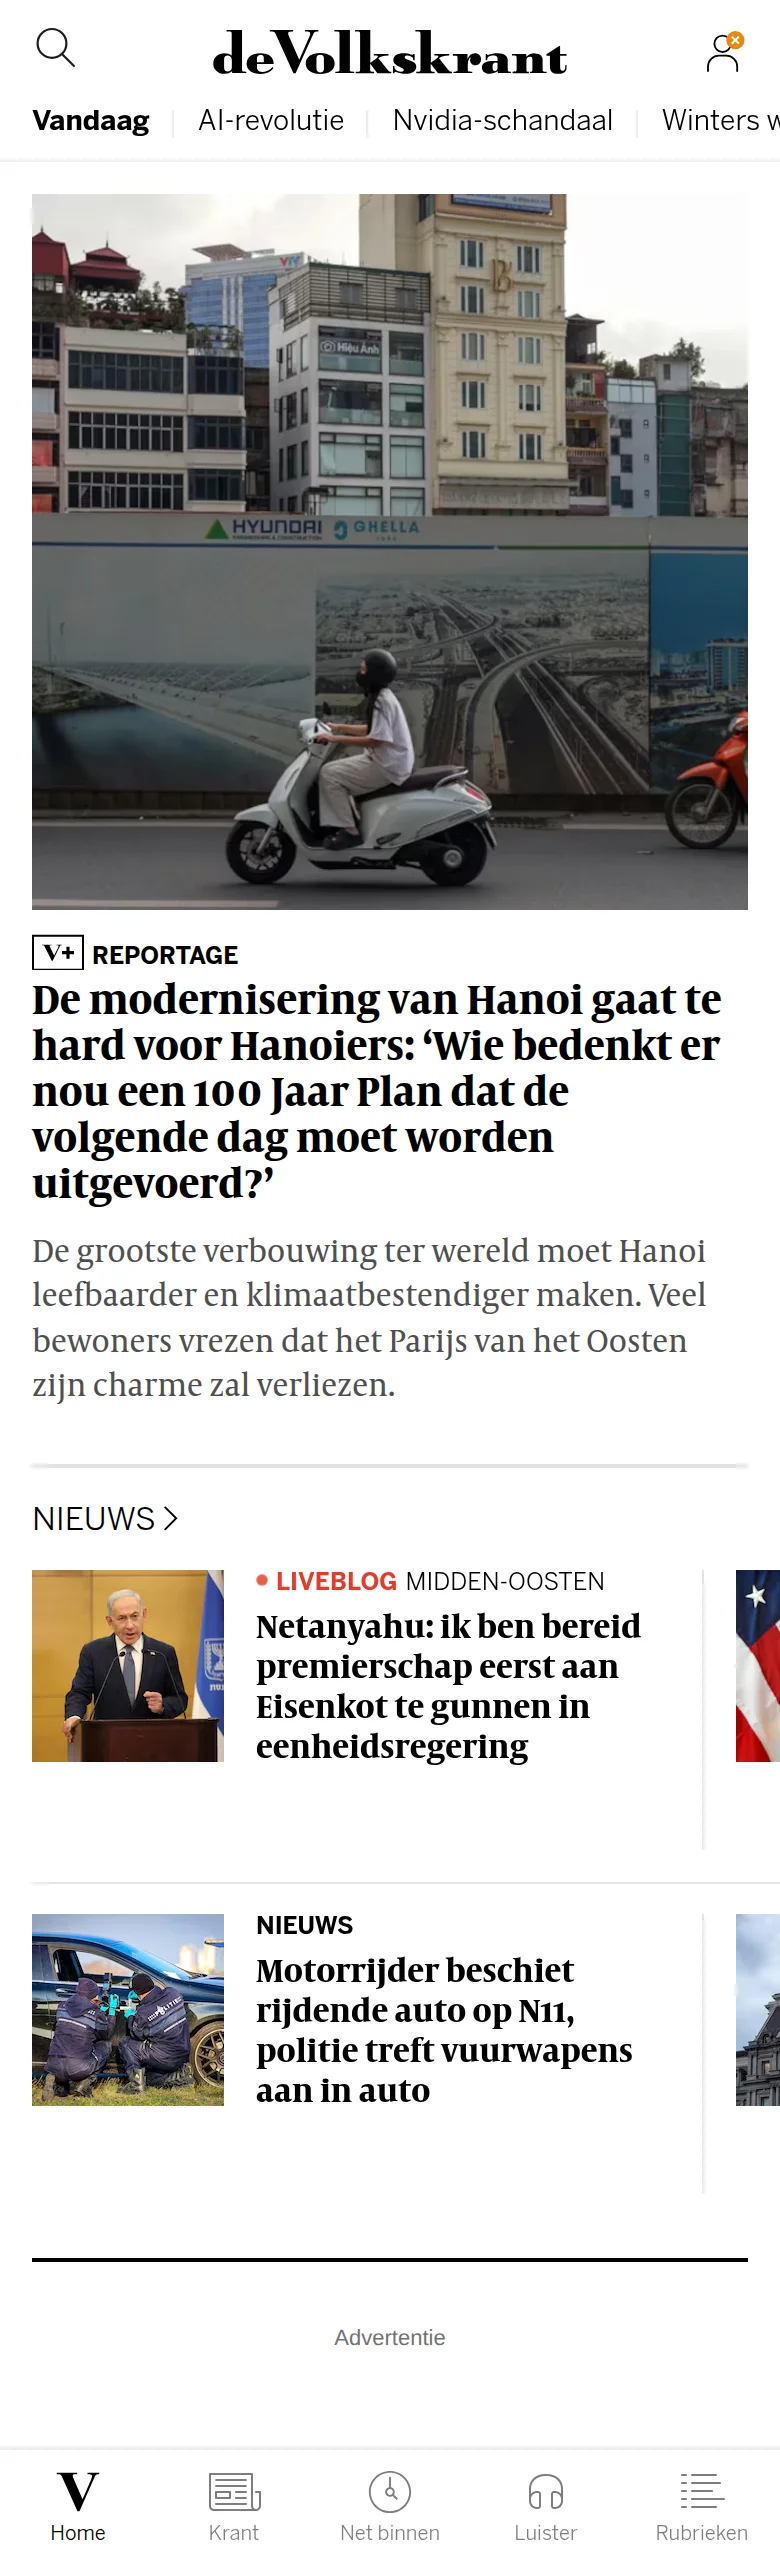 deVolkskrant
Vandaag
AI-revolutie
Nvidia-schandaal
Winters w
VTT
B
Hiệu Anh
HYUNDAI
GHELLA
V+ REPORTAGE
De modernisering van Hanoi gaat te
hard voor Hanoiers: ‘Wie bedenkt er
nou een 100 Jaar Plan dat de
volgende dag moet worden
uitgevoerd?’
De grootste verbouwing ter wereld moet Hanoi
leefbaarder en klimaatbestendiger maken. Veel
bewoners vrezen dat het Parijs van het Oosten
zijn charme zal verliezen.
NIEUWS
LIVEBLOG MIDDEN-OOSTEN
Netanyahu: ik ben bereid
premierschap eerst aan
Eisenkot te gunnen in
eenheidsregering
NIEUWS
Motorrijder beschiet
rijdende auto op N11,
politie treft vuurwapens
aan in auto
Advertentie
V
Home
Krant
Net binnen
Luister
Rubrieken